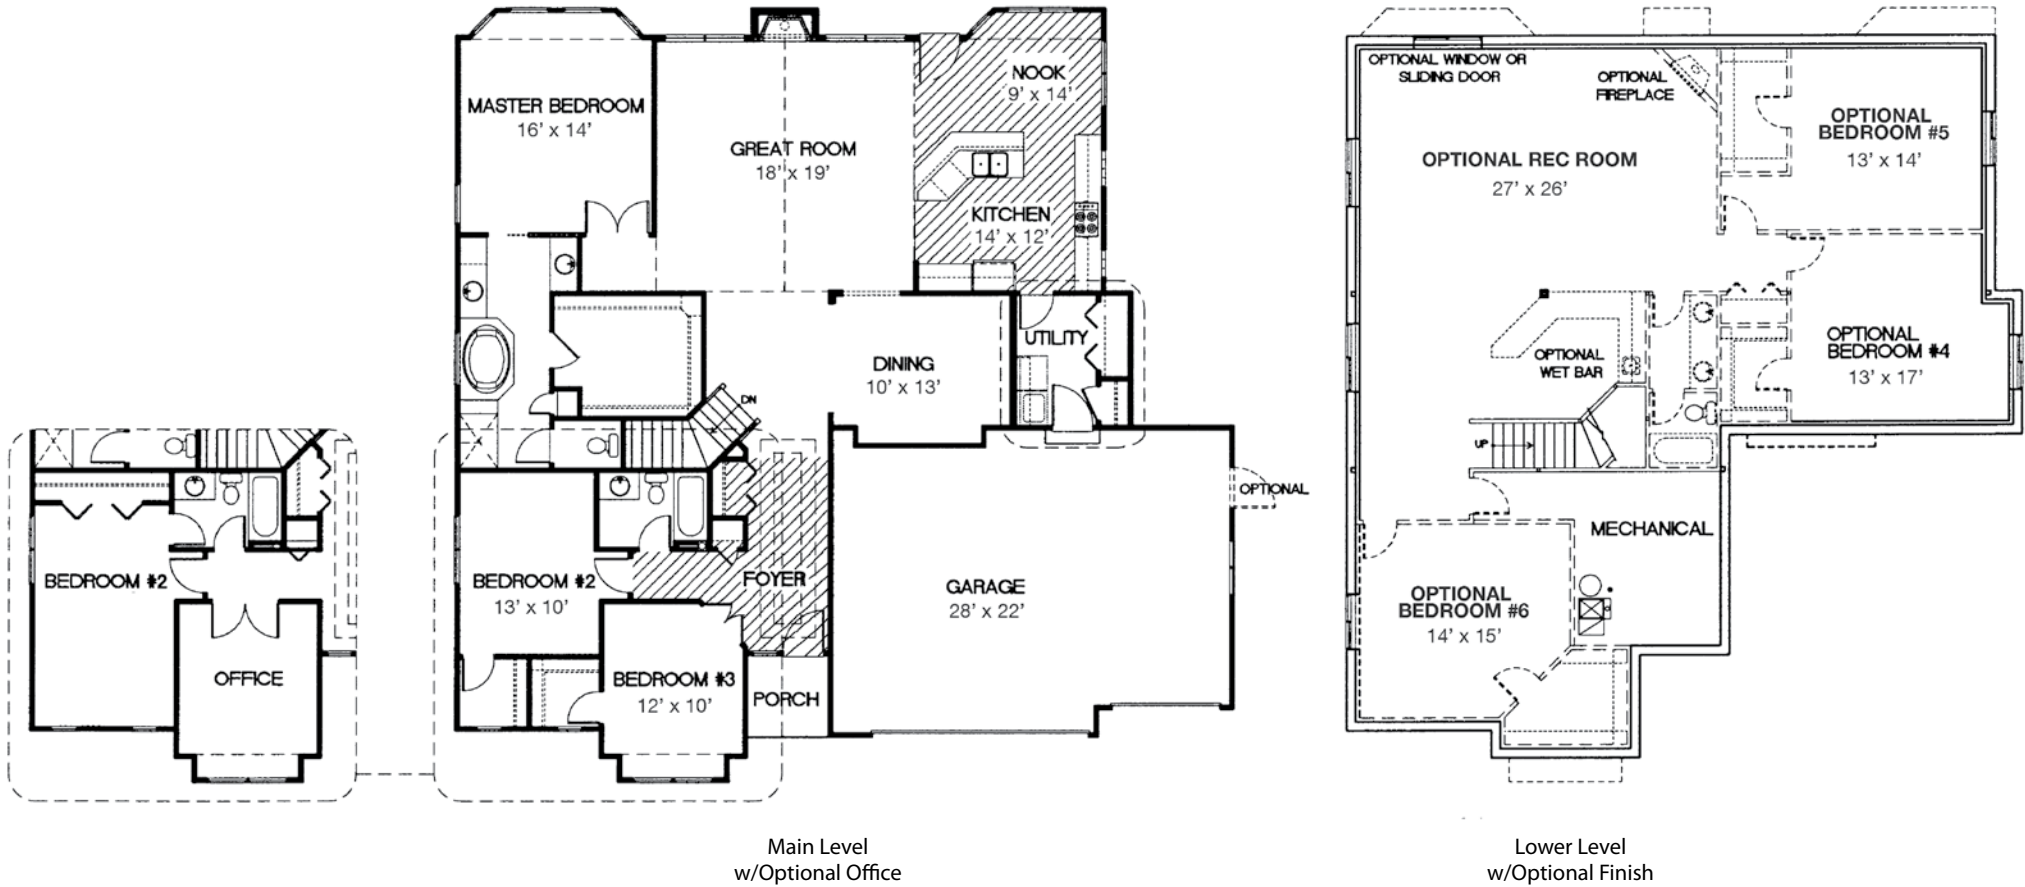 BEDROOM #2
OFFICE
MASTER BEDROOM
16' x 14'
GREAT ROOM
18' x 19'
NOOK
9' x 14'
KITCHEN
14' x 12'
UTILITY
DINING
10' x 13'
DN
BEDROOM #2
13' x 10'
FOYER
BEDROOM #3
12' x 10'
PORCH
GARAGE
28' x 22'
OPTIONAL
Main Level
w/Optional Office
OPTIONAL WINDOW OR
SLIDING DOOR
OPTIONAL
FIREPLACE
OPTIONAL REC ROOM
27' x 26'
OPTIONAL
BEDROOM #5
13' x 14'
OPTIONAL
WET BAR
OPTIONAL
BEDROOM #4
13' x 17'
UP
MECHANICAL
OPTIONAL
BEDROOM #6
14' x 15'
Lower Level
w/Optional Finish